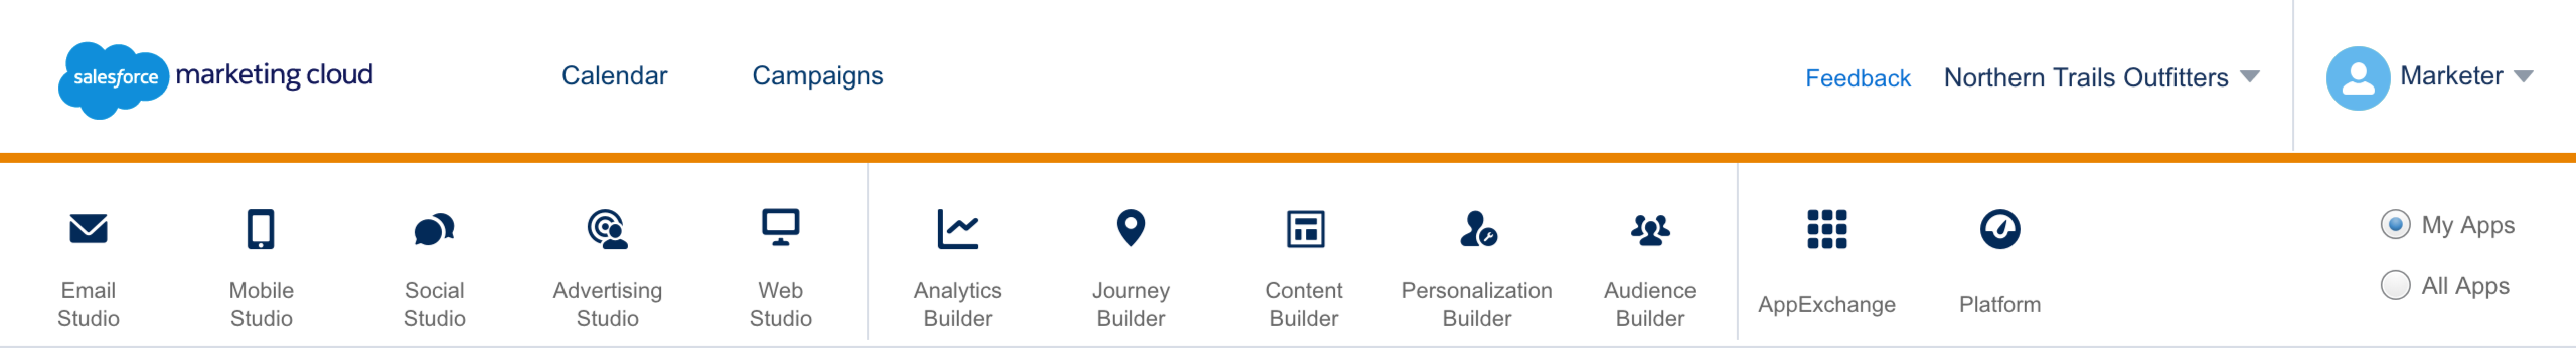 salesforce marketing cloud
Calendar
Campaigns
Feedback
Northern Trails Outfitters
Marketer
Email
Studio
Mobile
Studio
Social
Studio
Advertising
Studio
Web
Studio
Analytics
Builder
Journey
Builder
Content
Builder
Personalization
Builder
Audience
Builder
AppExchange
Platform
My Apps
All Apps